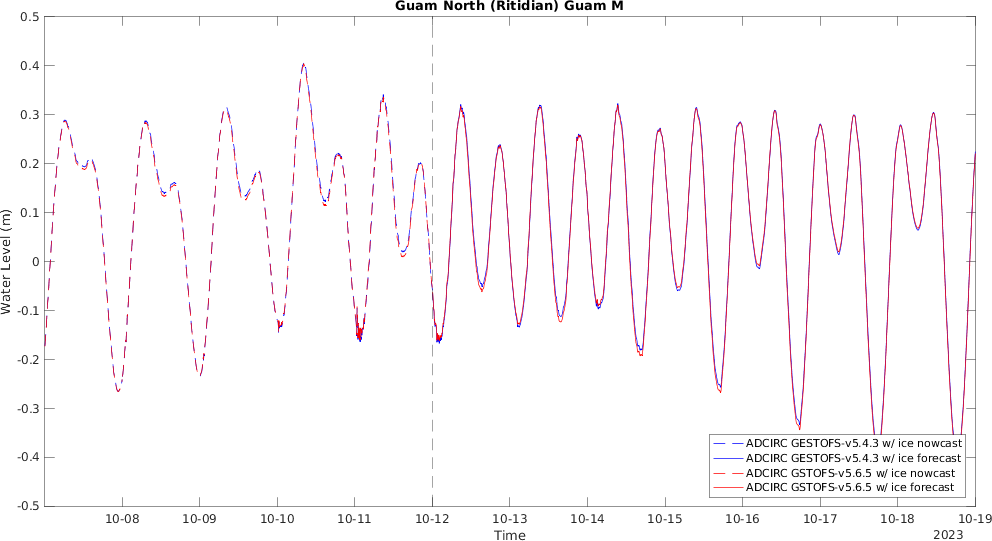 Guam North (Ritidian) Guam M
0.5
0.4
0.3
0.2
0.1
0
-0.1
-0.2
-0.3
-0.4
-0.5
Water Level (m)
ADCIRC GESTOFS-v5.4.3 w/ ice nowcast
ADCIRC GESTOFS-v5.4.3 w/ ice forecast
ADCIRC GSTOFS-v5.6.5 w/ ice nowcast
ADCIRC GSTOFS-v5.6.5 w/ ice forecast
10-08 10-09 10-10 10-11 10-12 10-13 10-14 10-15 10-16 10-17 10-18 10-19
Time
2023